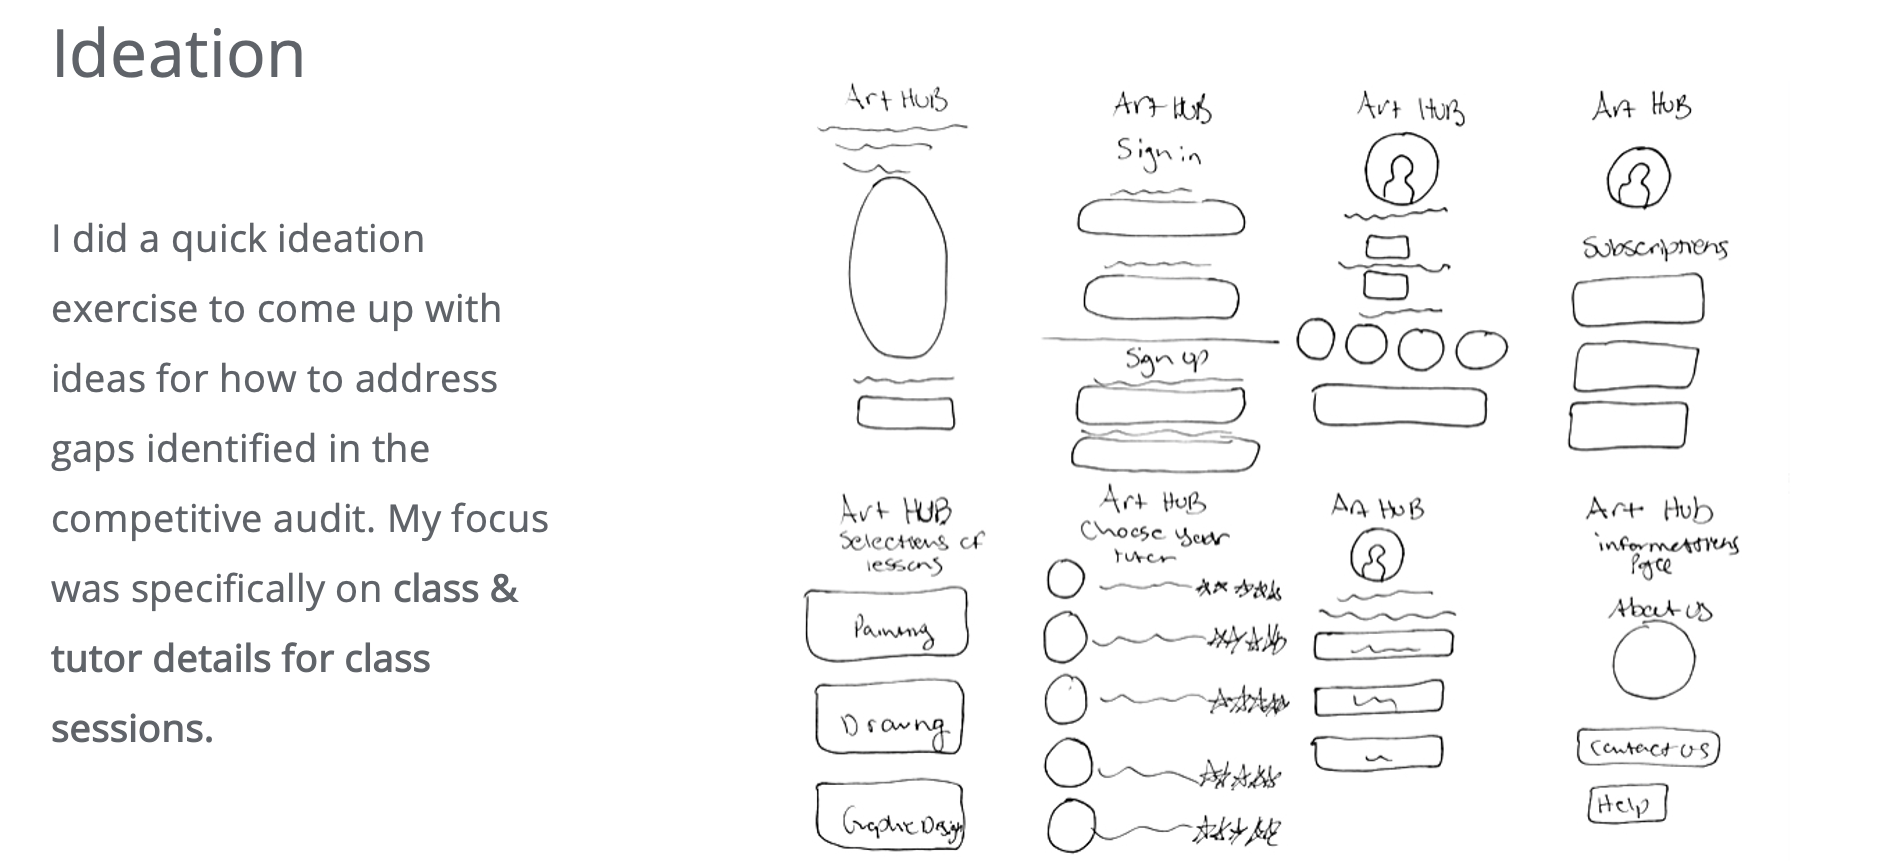 Ideation
I did a quick ideation
exercise to come up with
ideas for how to address
gaps identified in the
competitive audit. My focus
was specifically on class &
tutor details for class
sessions.
Art HUB
Art HUB
Sign in
Sign up
Art HUB
Art HUB
Subscriptions
Art HUB
Selections of
lessons
Painting
Drawing
Graphic Design
Art HUB
Choose your
tutor
Art HUB
Art Hub
informations
Page
About us
Contact us
Help